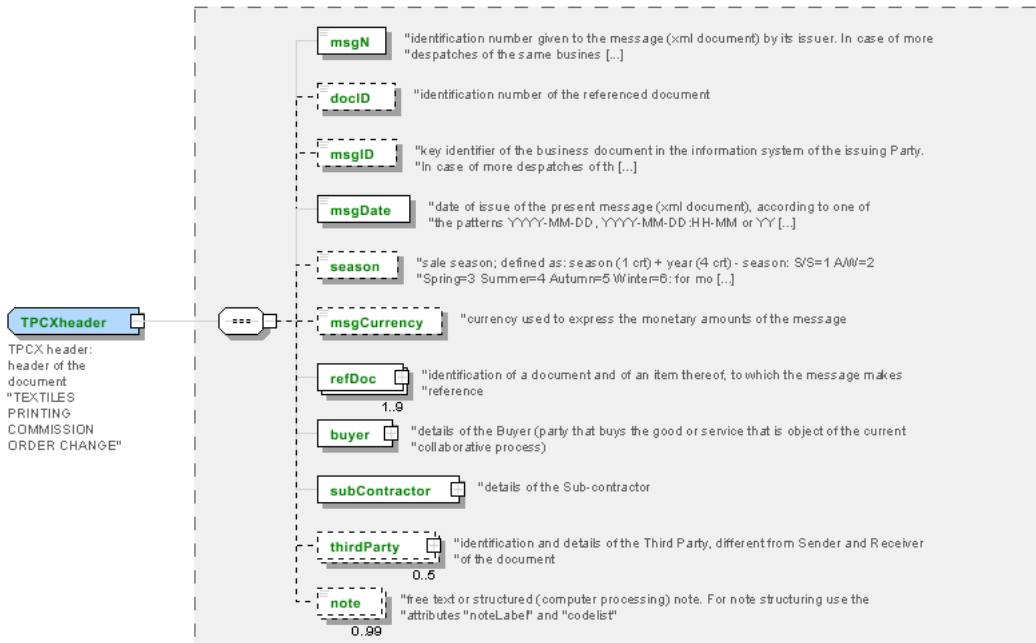 msgN
"identification number given to the message (xml document) by its issuer. In case of more
"despatches of the same busines [...]
docID
"identification number of the referenced document
msgID
"key identifier of the business document in the information system of the issuing Party.
"In case of more despatches of th [...]
msgDate
"date of issue of the present message (xml document), according to one of
"the patterns YYYY-MM-DD, YYYY-MM-DD:HH-MM or YY [...]
season
"sale season; defined as: season (1 crt) + year (4 crt) - season: S/S=1 A/W=2
"Spring=3 Summer=4 Autumn=5 Winter=6: for mo [...]
TPCXheader
TPCX header:
header of the
document
"TEXTILES
PRINTING
COMMISSION
ORDER CHANGE"
msgCurrency
"currency used to express the monetary amounts of the message
refDoc
"identification of a document and of an item thereof, to which the message makes
"reference
1..9
buyer
"details of the Buyer (party that buys the good or service that is object of the current
"collaborative process)
subContractor
"details of the Sub-contractor
thirdParty
"identification and details of the Third Party, different from Sender and Receiver
"of the document
0..5
note
"free text or structured (computer processing) note. For note structuring use the
"attributes "noteLabel" and "codelist"
0..99